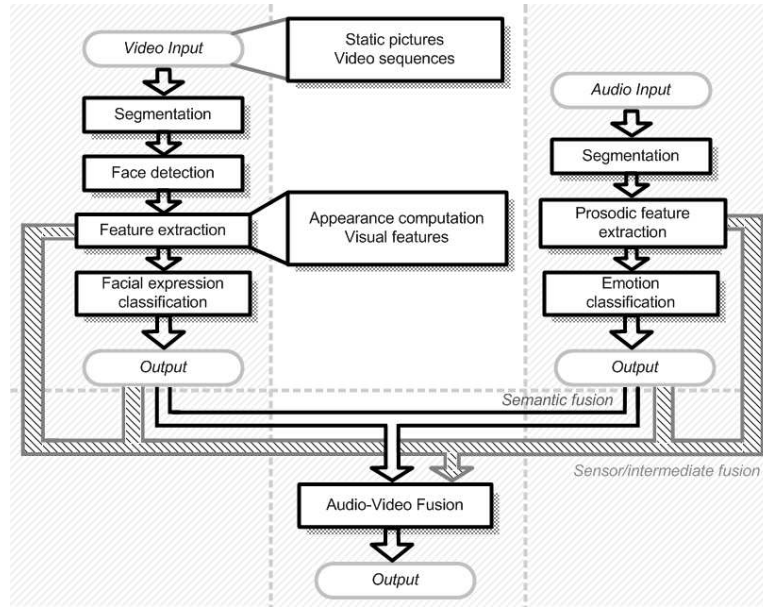 Video Input
Static pictures
Video sequences
Segmentation
Face detection
Feature extraction
Appearance computation
Visual features
Facial expression
classification
Output
Audio Input
Segmentation
Prosodic feature
extraction
Emotion
classification
Output
Semantic fusion
Sensor/intermediate fusion
Audio-Video Fusion
Output